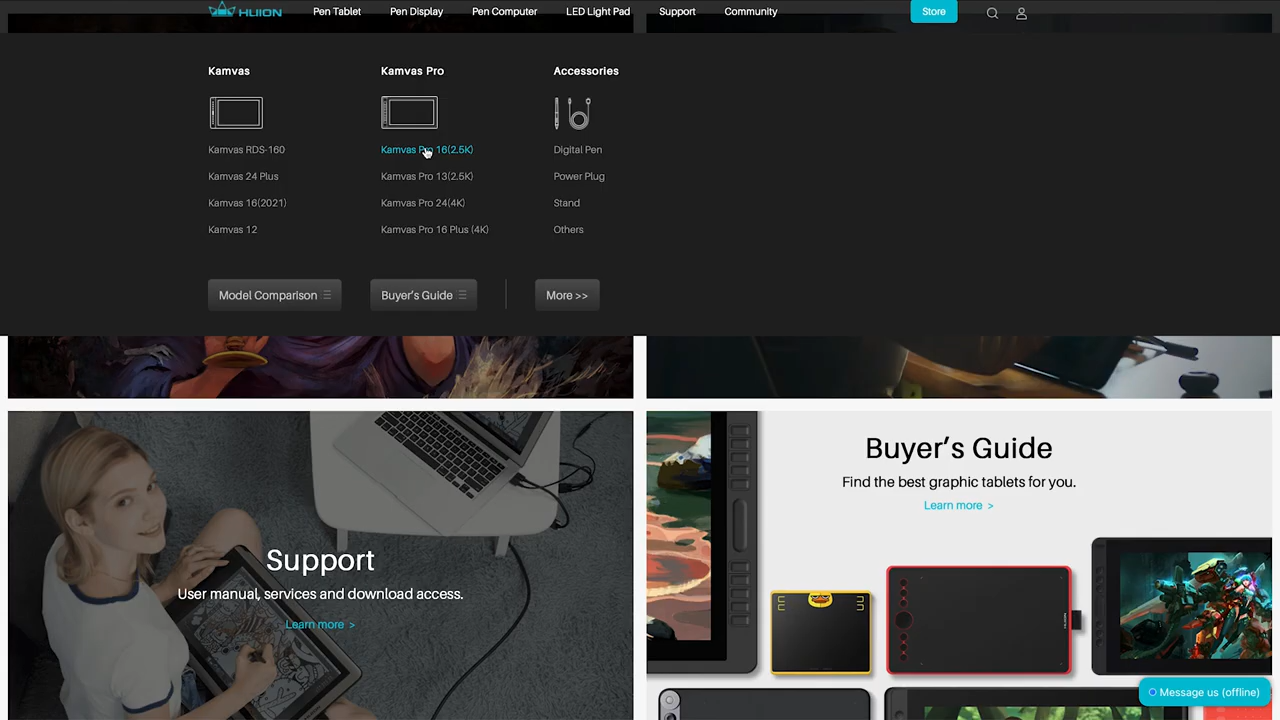 HUION
Pen Tablet
Pen Display
Pen Computer
LED Light Pad
Support
Community
Store
Kamvas
Kamvas RDS-160
Kamvas 24 Plus
Kamvas 16(2021)
Kamvas 12
Kamvas Pro
Kamvas Pro 16(2.5K)
Kamvas Pro 13(2.5K)
Kamvas Pro 24(4K)
Kamvas Pro 16 Plus (4K)
Accessories
Digital Pen
Power Plug
Stand
Others
Model Comparison
Buyer's Guide
More >>
Support
User manual, services and download access.
Learn more >
Buyer's Guide
Find the best graphic tablets for you.
Learn more >
HUION
Message us (offline)